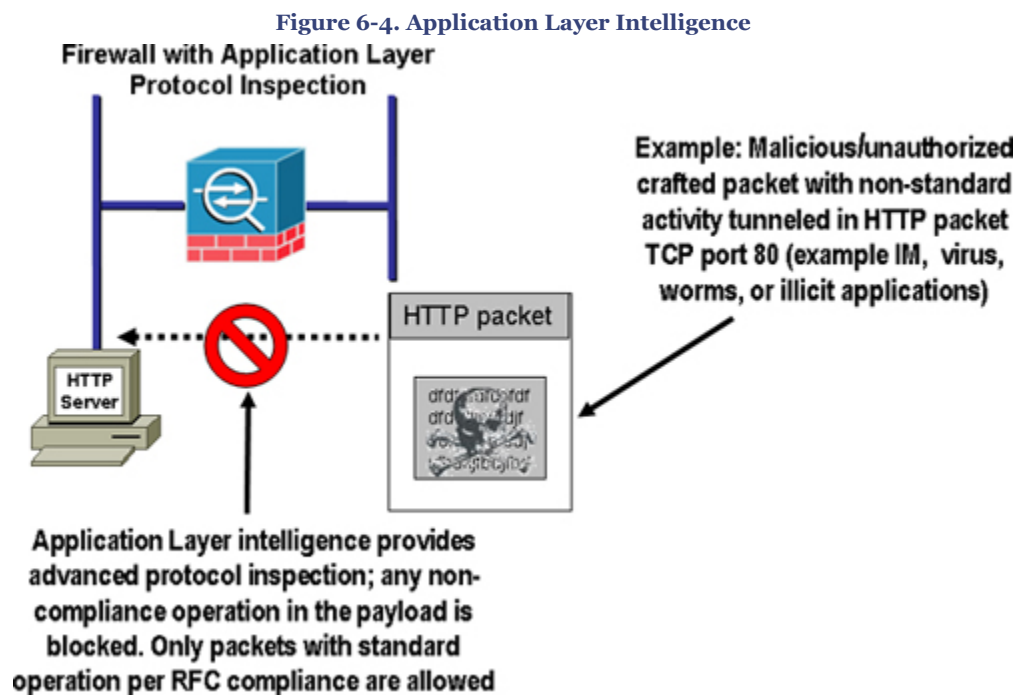 Figure 6-4. Application Layer Intelligence
Firewall with Application Layer
Protocol Inspection
Example: Malicious/unauthorized
crafted packet with non-standard
activity tunneled in HTTP packet
TCP port 80 (example IM, virus,
worms, or illicit applications)
HTTP packet
HTTP
Server
Application Layer intelligence provides
advanced protocol inspection; any non-
compliance operation in the payload is
blocked. Only packets with standard
operation per RFC compliance are allowed